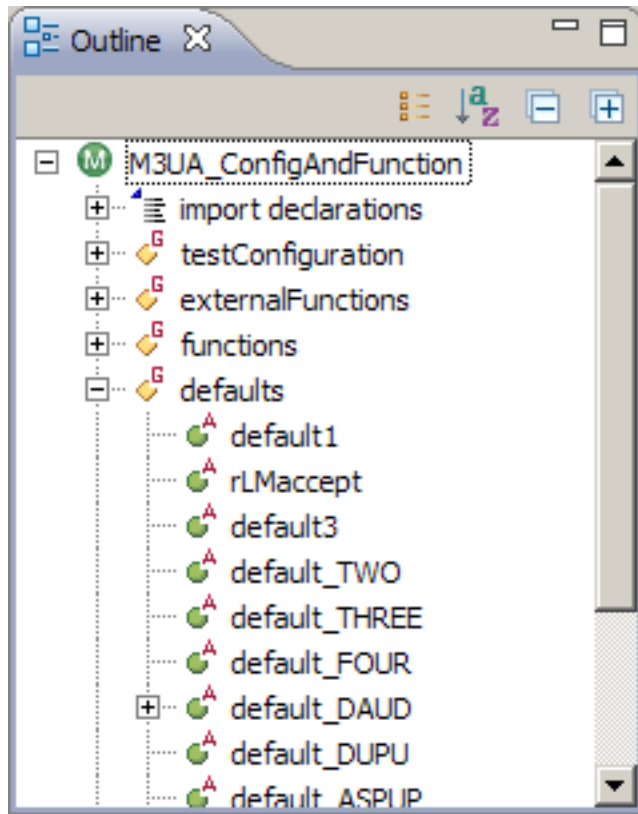 Outline
M3UA_ConfigAndFunction
import declarations
testConfiguration
externalFunctions
functions
defaults
default1
rLMaccept
default3
default_TWO
default_THREE
default_FOUR
default_DAUD
default_DUPU
default_ASPUP